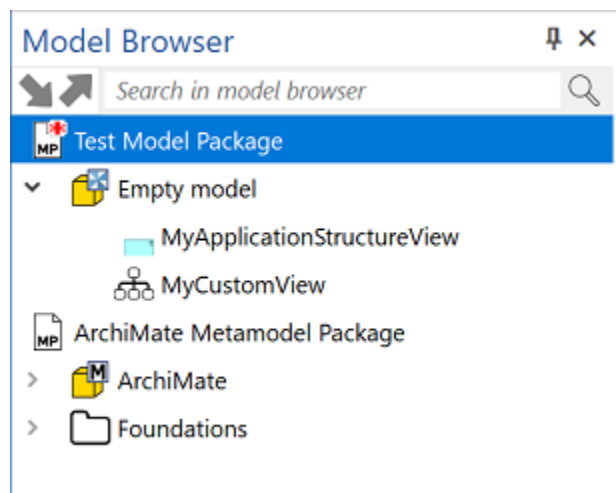 Model Browser
Search in model browser
MP Test Model Package
Empty model
MyApplicationStructureView
MyCustomView
MP ArchiMate Metamodel Package
M ArchiMate
Foundations